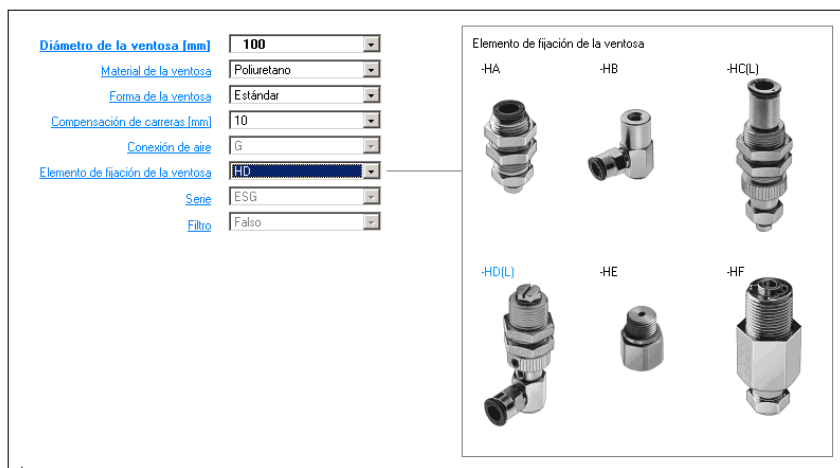 Diámetro de la ventosa [mm] 100
Material de la ventosa Poliuretano
Forma de la ventosa Estándar
Compensación de carreras [mm] 10
Conexión de aire G
Elemento de fijación de la ventosa HD
Serie ESG
Filtro Falso
Elemento de fijación de la ventosa
-HA -HB -HC(L)
-HD(L) -HE -HF